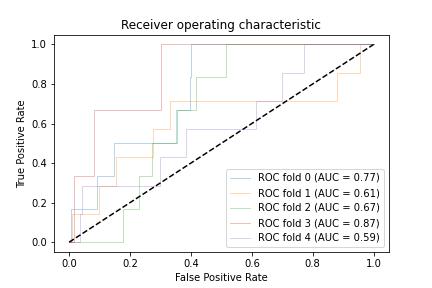 Receiver operating characteristic
True Positive Rate
1.0
0.8
0.6
0.4
0.2
0.0
ROC fold 0 (AUC = 0.77)
ROC fold 1 (AUC = 0.61)
ROC fold 2 (AUC = 0.67)
ROC fold 3 (AUC = 0.87)
ROC fold 4 (AUC = 0.59)
0.0 0.2 0.4 0.6 0.8 1.0
False Positive Rate